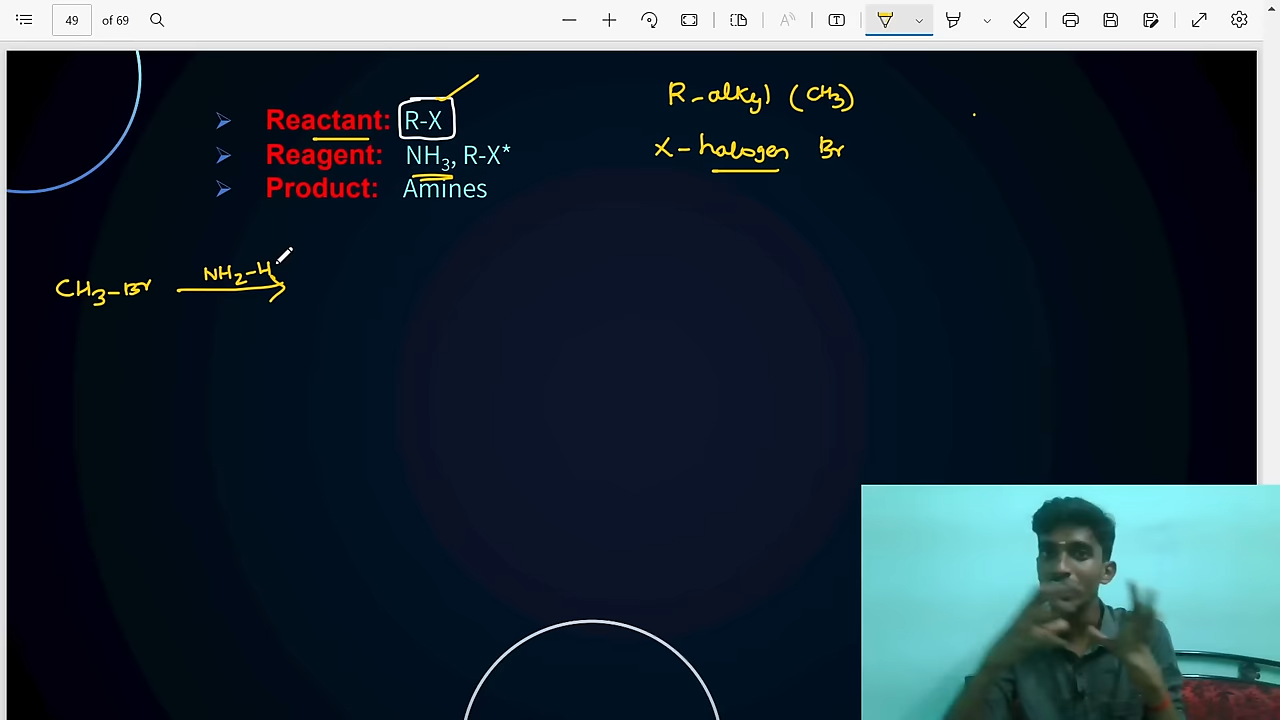 49 of 69
Reactant: R-X
Reagent: NH₃, R-X*
Product: Amines
R-alkyl (CH₃)
X-halogen Br
NH₂-H
CH₃-Br